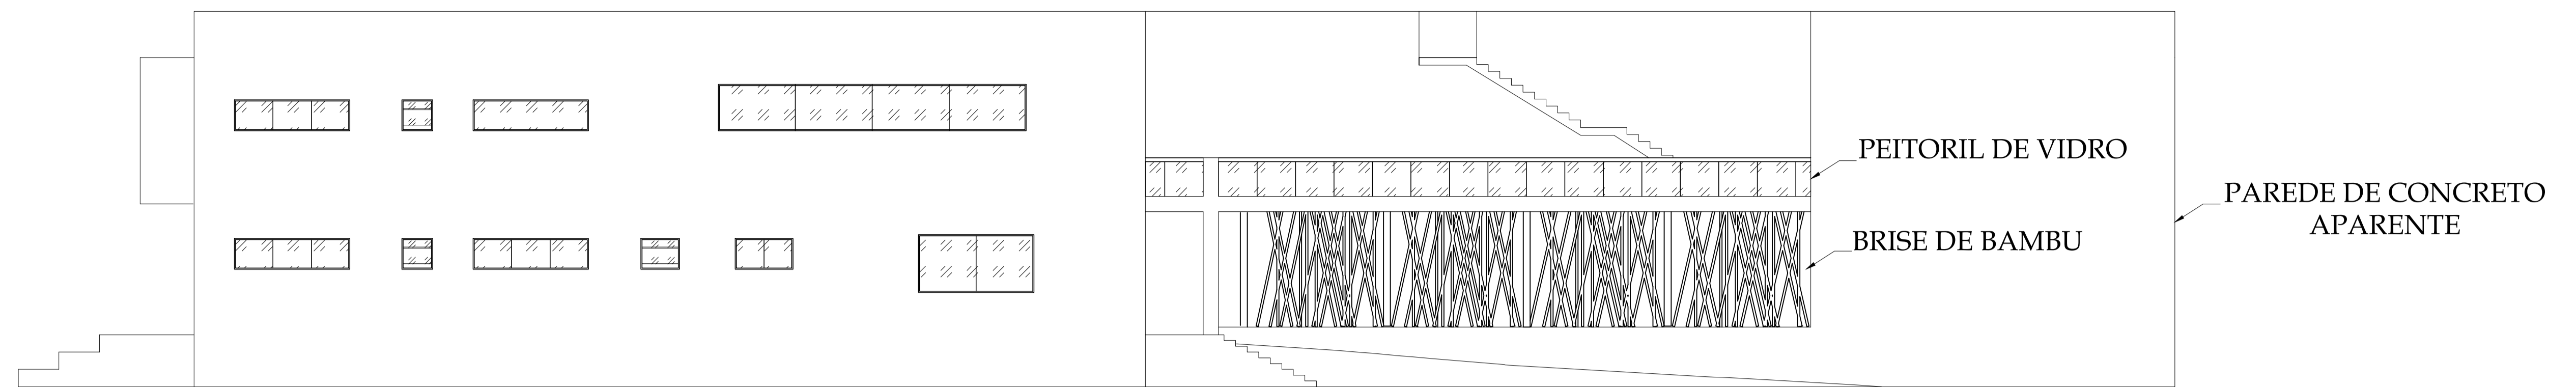 PEITORIL DE VIDRO
PAREDE DE CONCRETO
APARENTE
BRISE DE BAMBU